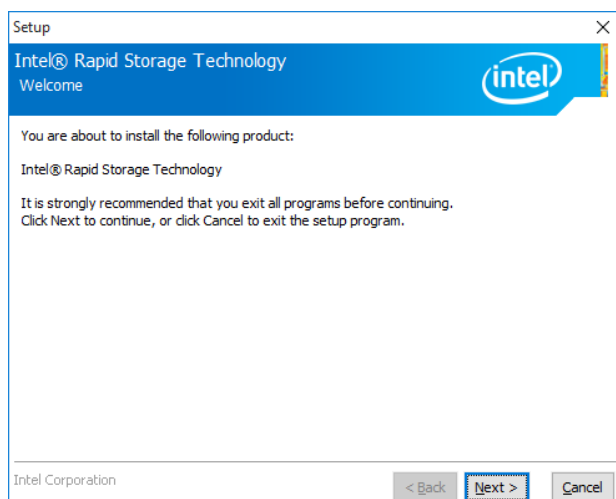 Setup
Intel® Rapid Storage Technology
Welcome
intel
You are about to install the following product:
Intel® Rapid Storage Technology
It is strongly recommended that you exit all programs before continuing.
Click Next to continue, or click Cancel to exit the setup program.
Intel Corporation
< Back Next > Cancel